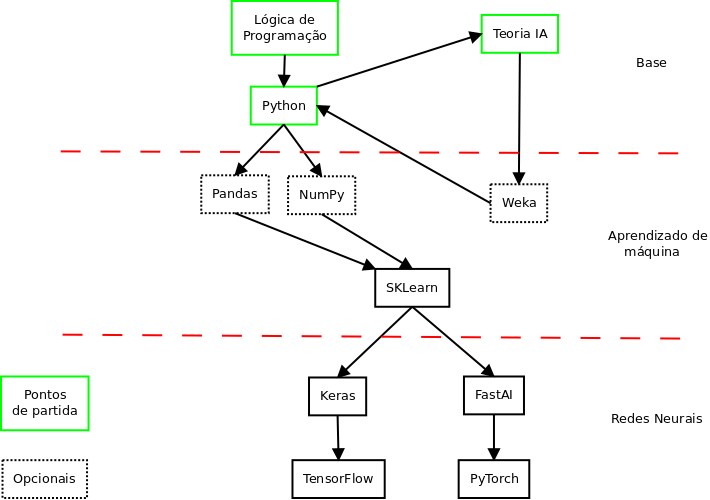 Lógica de
Programação
Teoria IA
Base
Python
Pandas
NumPy
Weka
Aprendizado de
máquina
SKLearn
Pontos
de partida
Keras
FastAI
Redes Neurais
Opcionais
TensorFlow
PyTorch